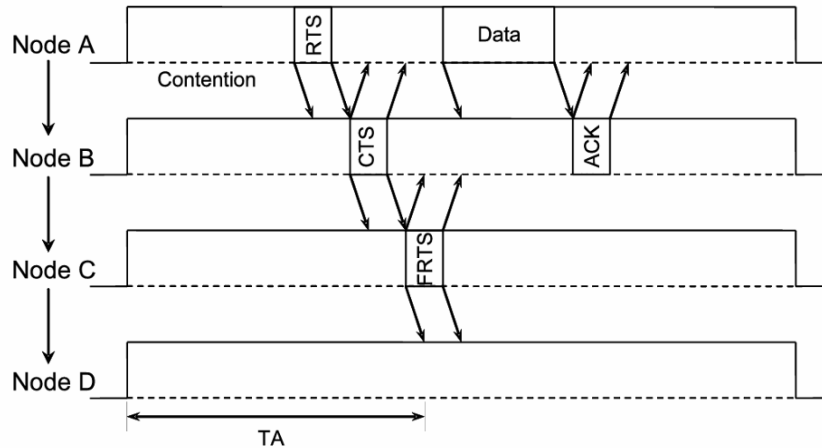 Node A
RTS
Data
Contention
Node B
CTS
ACK
Node C
FRTS
Node D
TA